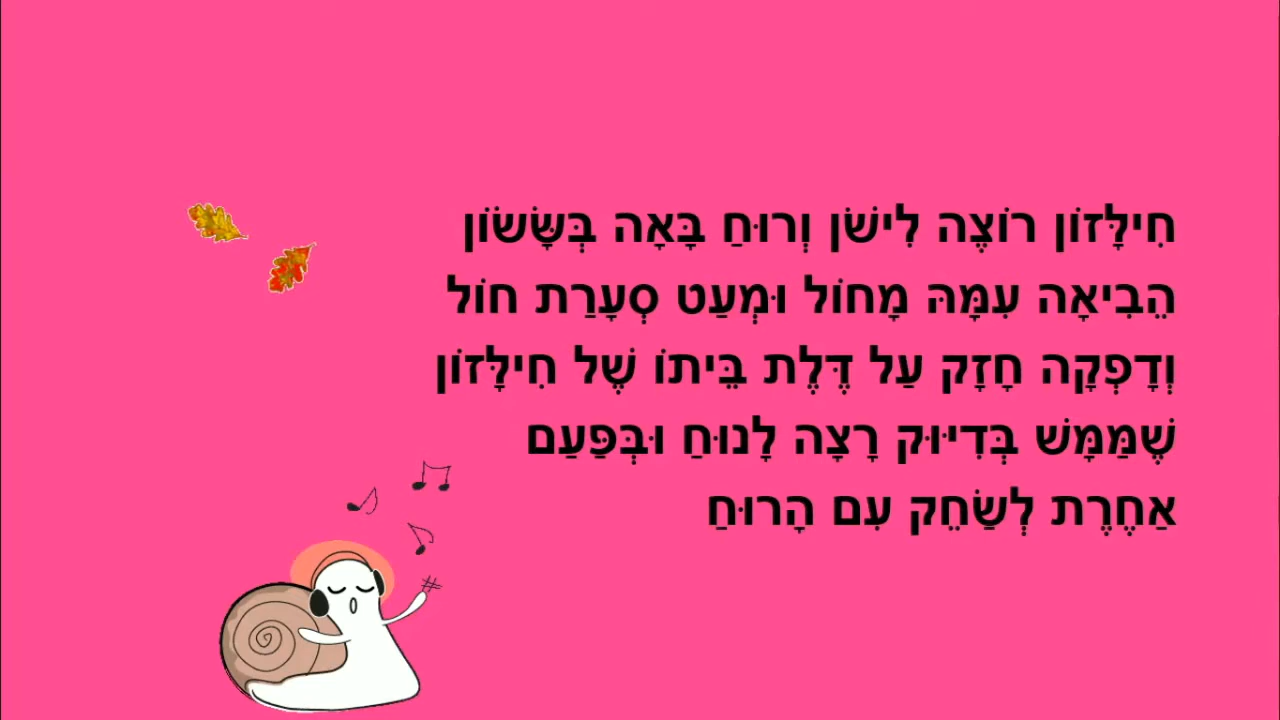 חִילָּזוֹן רוֹצֶה לִישֹׁן וְרוּחַ בָּאָה בְּשָּׂשׂוֹן
הֵבִיאָה עִמָּהּ מָחוֹל וּמְעַט סְעָרַת חוֹל
וְדָפְקָה חָזָק עַל דֶּלֶת בֵּיתוֹ שֶׁל חִילָּזוֹן
שֶׁמַּמָּשׁ בְּדִיּוּק רָצָה לָנוּחַ וּבְּפַּעַם
אַחֶרֶת לְשַׂחֵק עִם הָרוּחַ